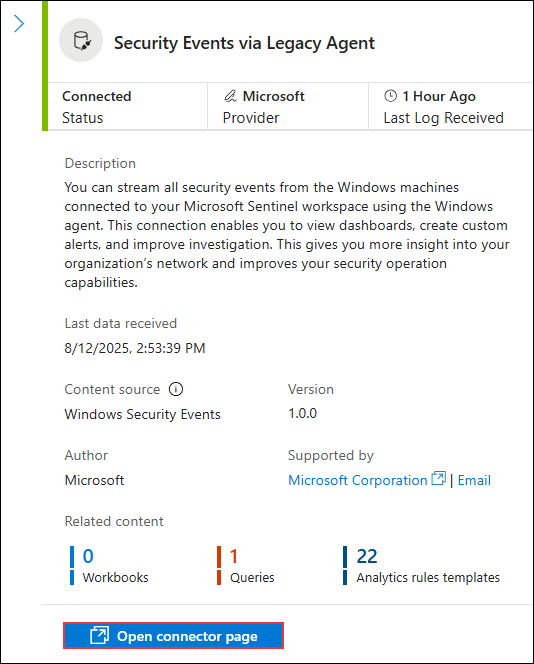 Security Events via Legacy Agent
Connected
Status
Microsoft
Provider
1 Hour Ago
Last Log Received
Description
You can stream all security events from the Windows machines
connected to your Microsoft Sentinel workspace using the Windows
agent. This connection enables you to view dashboards, create custom
alerts, and improve investigation. This gives you more insight into your
organization’s network and improves your security operation
capabilities.
Last data received
8/12/2025, 2:53:39 PM
Content source
Windows Security Events
Version
1.0.0
Author
Microsoft
Supported by
Microsoft Corporation | Email
Related content
0
Workbooks
1
Queries
22
Analytics rules templates
Open connector page